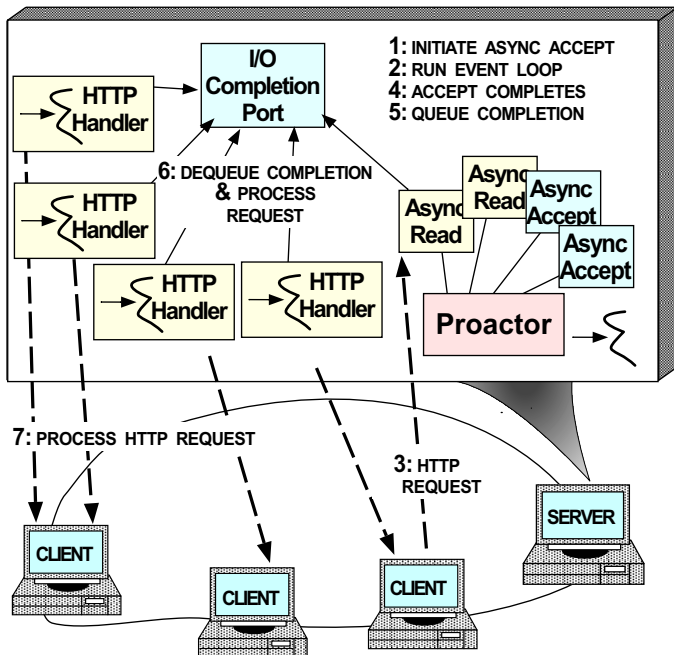 I/O
Completion
Port
1: INITIATE ASYNC ACCEPT
2: RUN EVENT LOOP
4: ACCEPT COMPLETES
5: QUEUE COMPLETION
HTTP
Handler
HTTP
Handler
6: DEQUEUE COMPLETION
& PROCESS
REQUEST
Async
Read
Async
Read
Async
Accept
Async
Accept
HTTP
Handler
HTTP
Handler
Proactor
7: PROCESS HTTP REQUEST
3: HTTP
REQUEST
SERVER
CLIENT
CLIENT
CLIENT